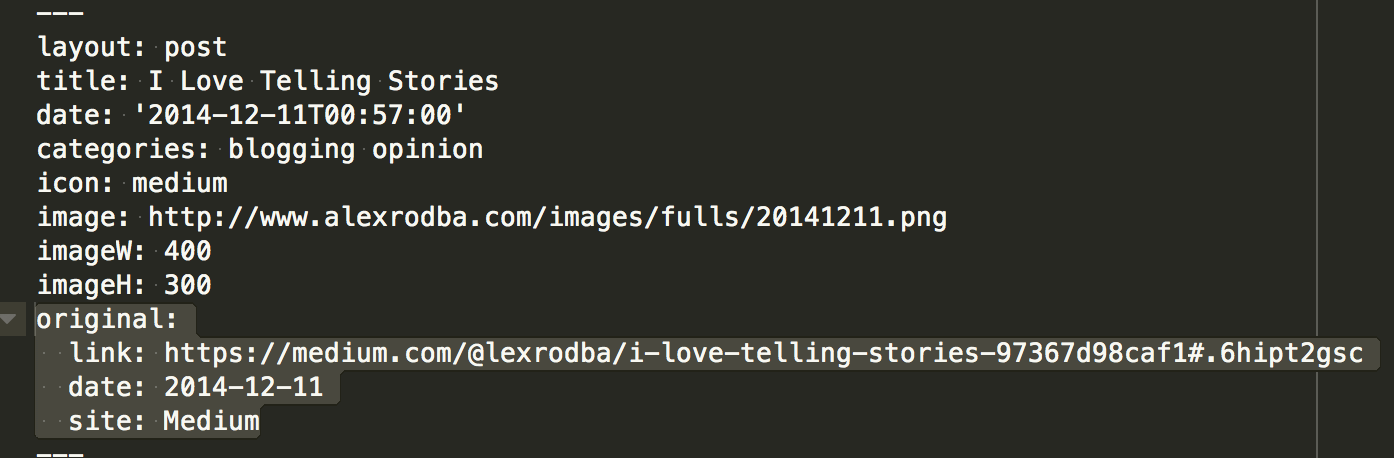 ---
layout: post
title: I Love Telling Stories
date: '2014-12-11T00:57:00'
categories: blogging opinion
icon: medium
image: http://www.alexrodba.com/images/fulls/20141211.png
imageW: 400
imageH: 300
original:
  link: https://medium.com/@lexrodba/i-love-telling-stories-97367d98caf1#.6hipt2gsc
  date: 2014-12-11
  site: Medium
---